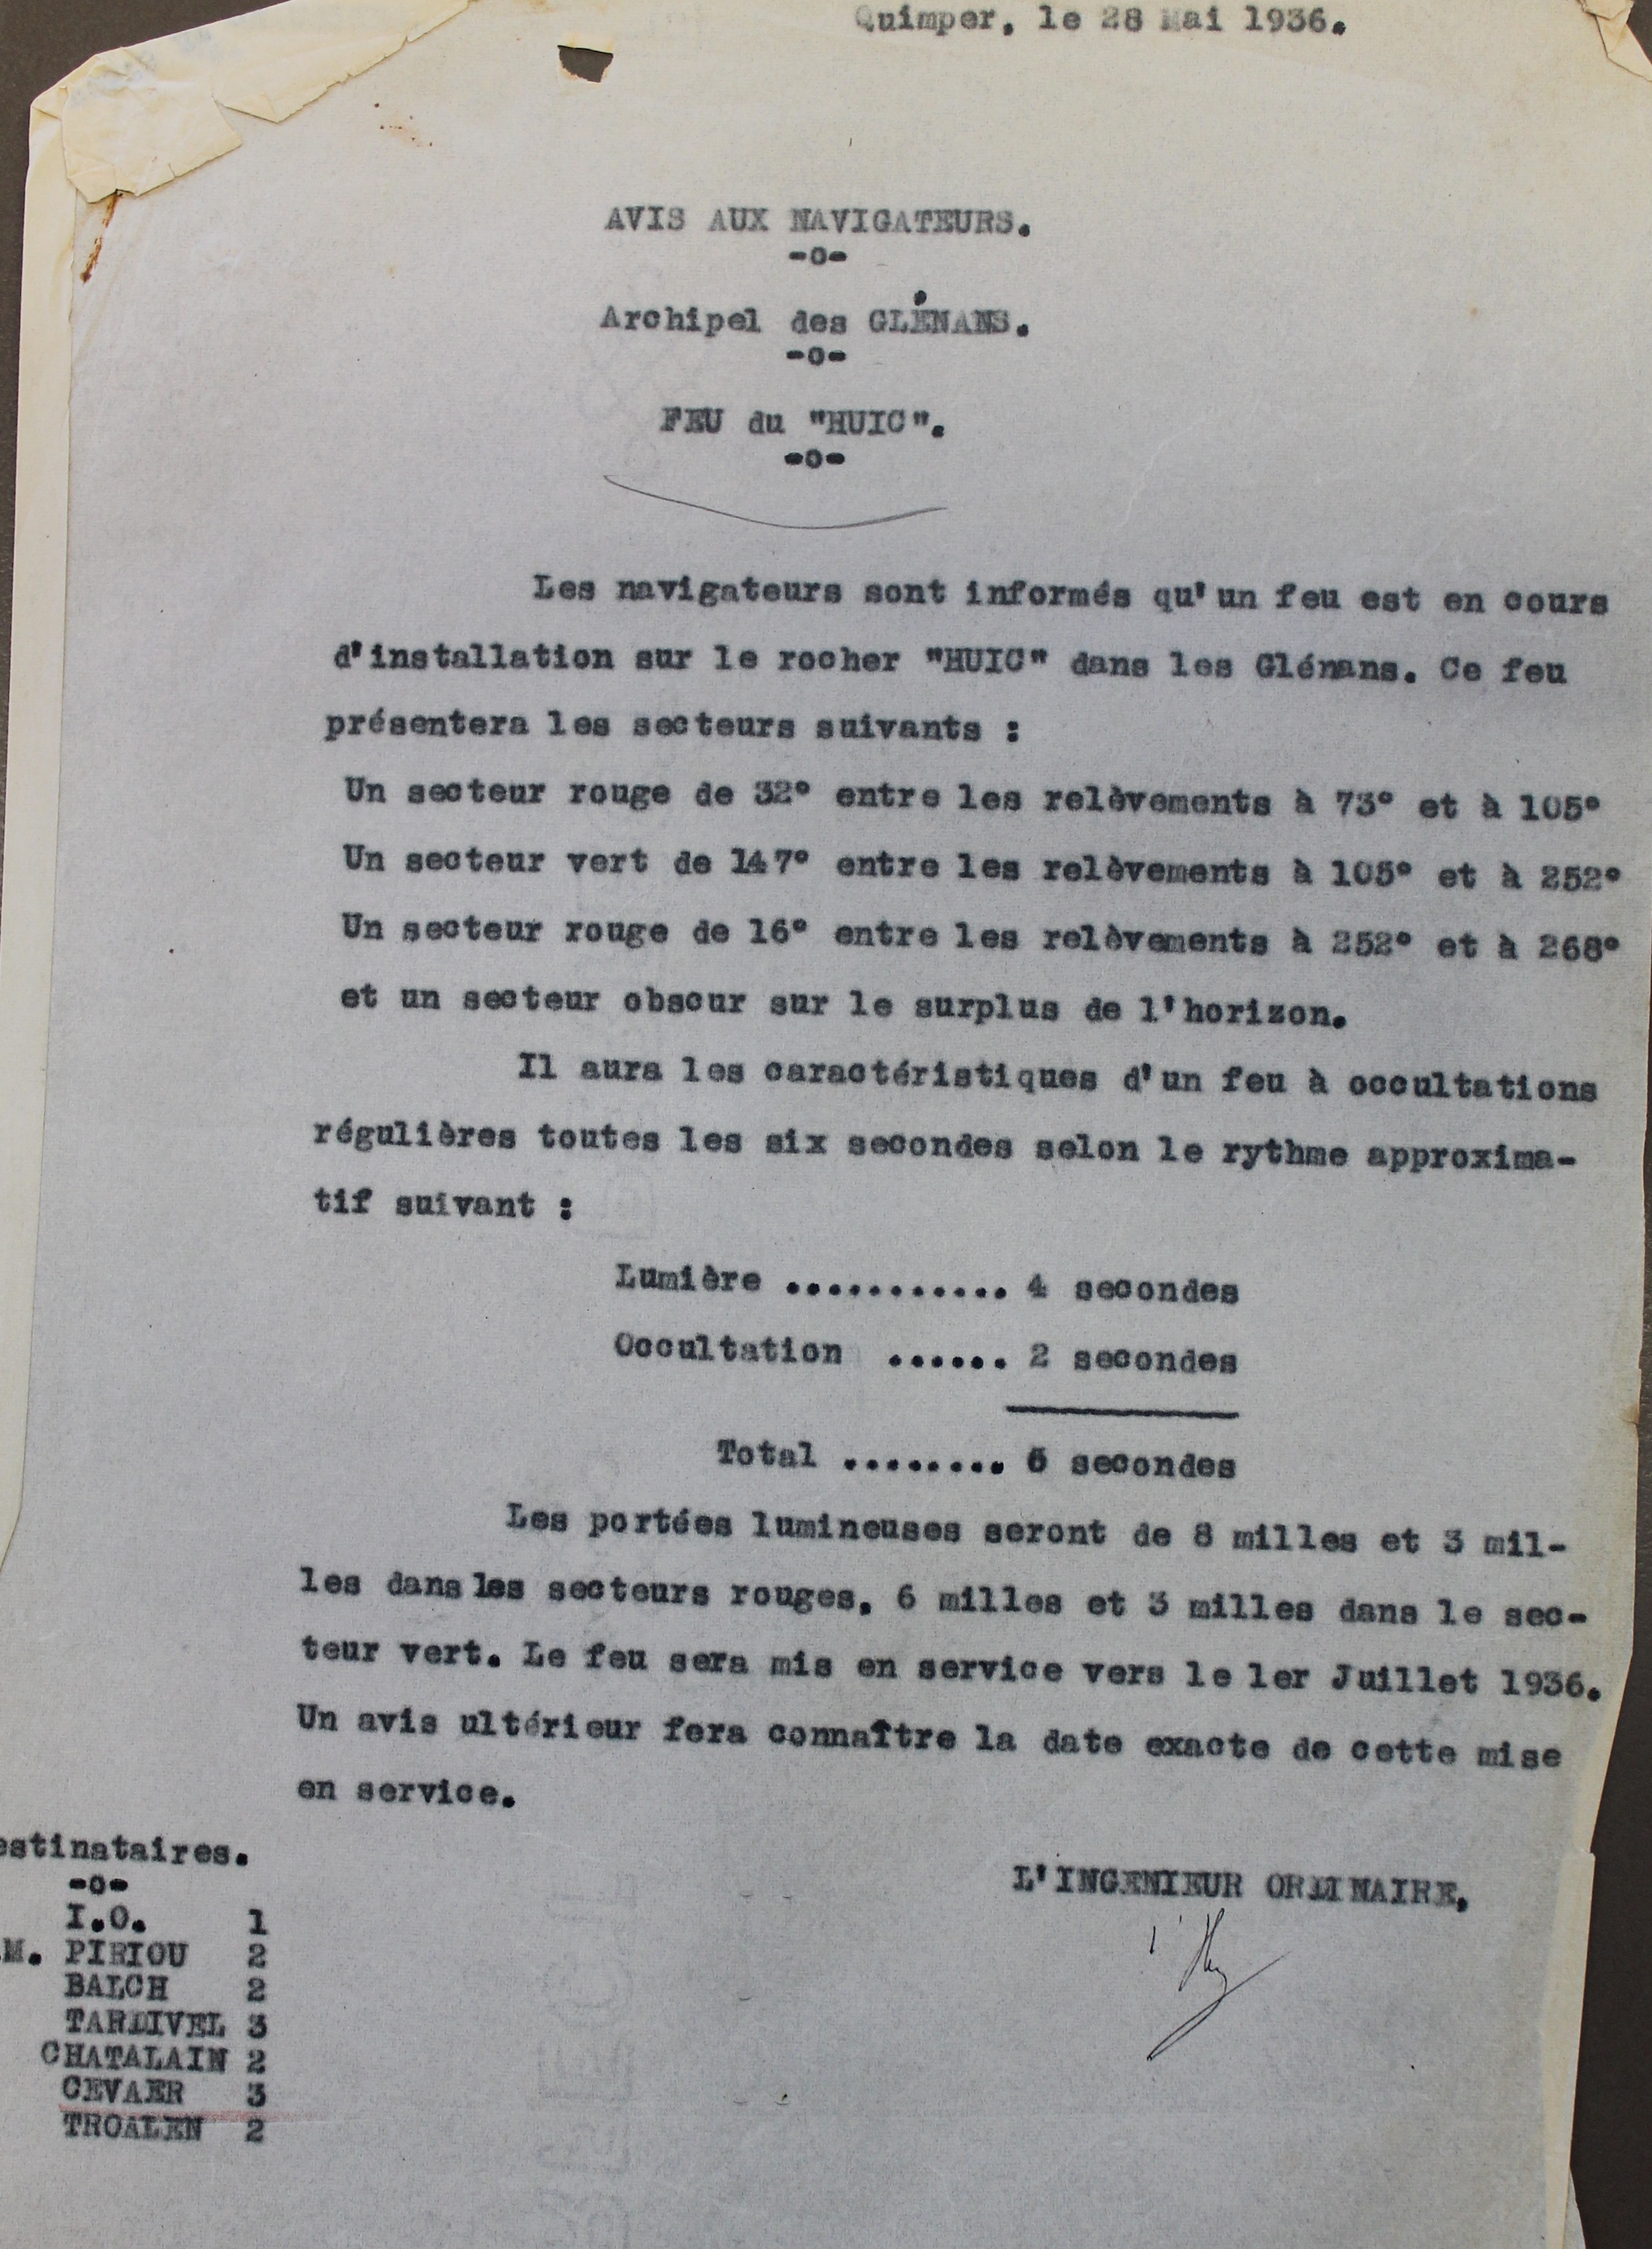 Quimper, le 28 Mai 1936.
AVIS AUX NAVIGATEURS.
-o-
Archipel des GLÉNANS.
-o-
FEU du "HUIC".
-o-
Les navigateurs sont informés qu'un feu est en cours
d'installation sur le rocher "HUIC" dans les Glénans. Ce feu
présentera les secteurs suivants :
Un secteur rouge de 32° entre les relèvements à 73° et à 105°
Un secteur vert de 147° entre les relèvements à 105° et à 252°
Un secteur rouge de 16° entre les relèvements à 252° et à 268°
et un secteur obscur sur le surplus de l'horizon.
Il aura les caractéristiques d'un feu à occultations
régulières toutes les six secondes selon le rythme approxima-
tif suivant :
Lumière ........... 4 secondes
Occultation ...... 2 secondes
Total ........ 6 secondes
Les portées lumineuses seront de 8 milles et 3 mil-
les dans les secteurs rouges, 6 milles et 3 milles dans le sec-
teur vert. Le feu sera mis en service vers le 1er Juillet 1936.
Un avis ultérieur fera connaître la date exacte de cette mise
en service.
estinataires.
-o-
I.O. 1
M. PIRIOU 2
BALCH 2
TARDIVEL 3
CHATALAIN 2
CEVAER 3
TROALEN 2
L'INGENIEUR ORDINAIRE,